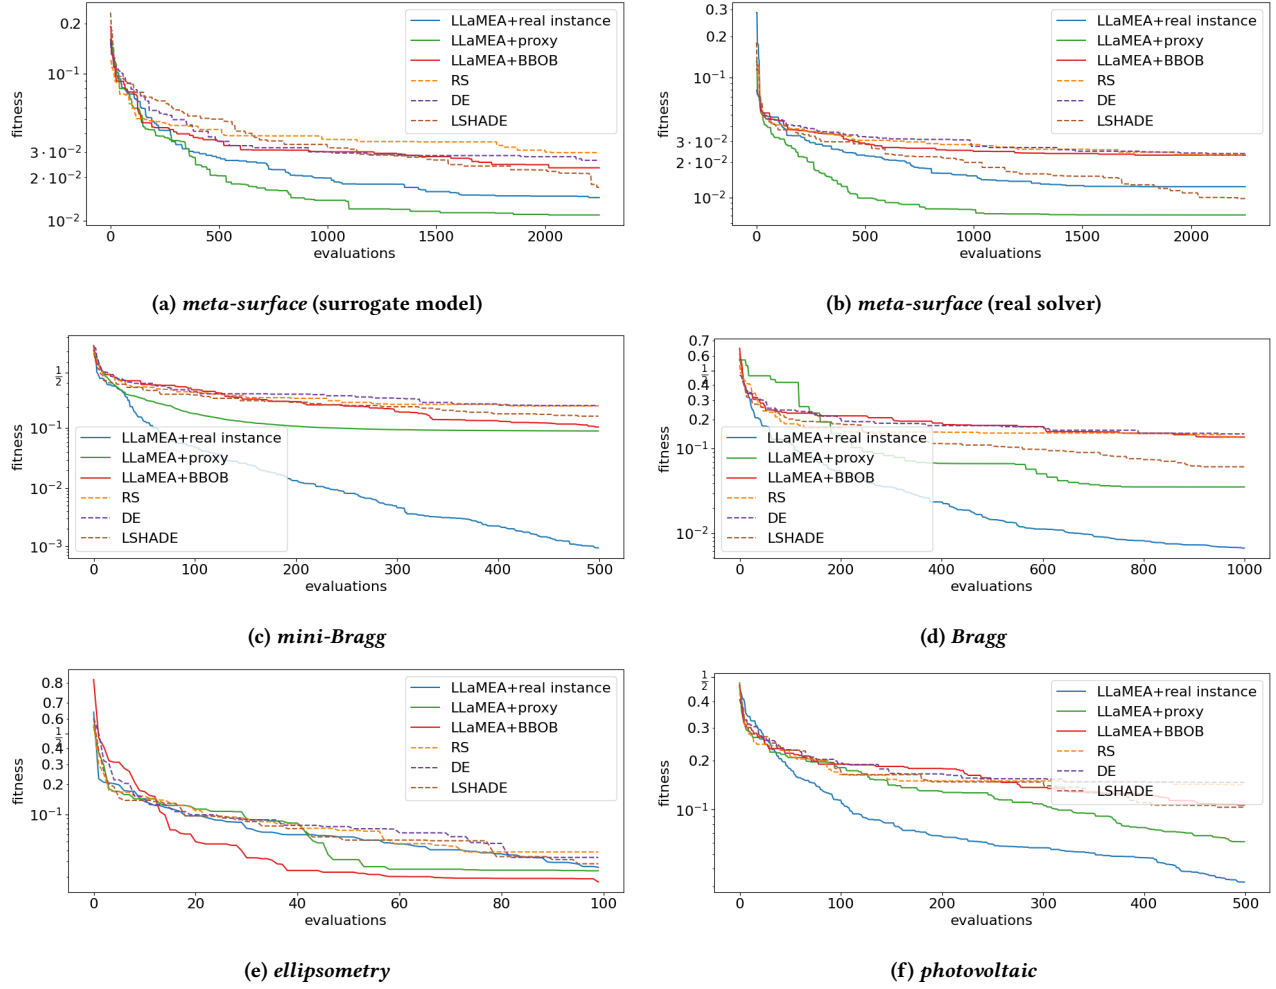 0.2
10⁻¹
3·10⁻²
2·10⁻²
10⁻²
fitness
0 500 1000 1500 2000
evaluations
LLaMEA+real instance
LLaMEA+proxy
LLaMEA+BBOB
RS
DE
LSHADE
(a) meta-surface (surrogate model)
0.3
0.2
10⁻¹
3·10⁻²
2·10⁻²
10⁻²
fitness
0 500 1000 1500 2000
evaluations
LLaMEA+real instance
LLaMEA+proxy
LLaMEA+BBOB
RS
DE
LSHADE
(b) meta-surface (real solver)
1/2
10⁻¹
10⁻²
10⁻³
fitness
0 100 200 300 400 500
evaluations
LLaMEA+real instance
LLaMEA+proxy
LLaMEA+BBOB
RS
DE
LSHADE
(c) mini-Bragg
0.7
0.6
0.4
0.3
0.2
10⁻¹
10⁻²
fitness
0 200 400 600 800 1000
evaluations
LLaMEA+real instance
LLaMEA+proxy
LLaMEA+BBOB
RS
DE
LSHADE
(d) Bragg
0.8
0.7
0.6
0.4
0.3
0.2
10⁻¹
fitness
0 20 40 60 80 100
evaluations
LLaMEA+real instance
LLaMEA+proxy
LLaMEA+BBOB
RS
DE
LSHADE
(e) ellipsometry
1/2
0.4
0.3
0.2
10⁻¹
fitness
0 100 200 300 400 500
evaluations
LLaMEA+real instance
LLaMEA+proxy
LLaMEA+BBOB
RS
DE
LSHADE
(f) photovoltaic